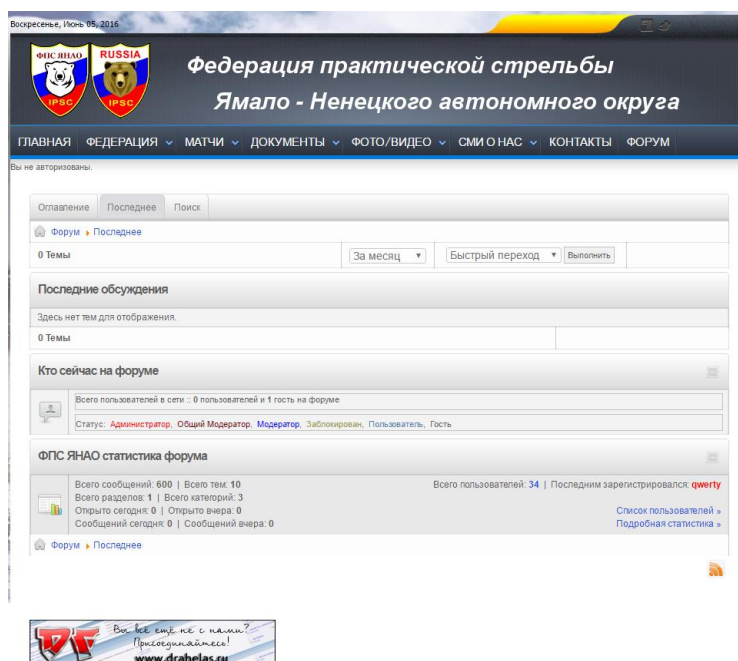 Воскресенье, Июнь 05, 2016
ФПС ЯНАО
IPSC
RUSSIA
IPSC
Федерация практической стрельбы
Ямало - Ненецкого автономного округа
ГЛАВНАЯ ФЕДЕРАЦИЯ МАТЧИ ДОКУМЕНТЫ ФОТО/ВИДЕО СМИ О НАС КОНТАКТЫ ФОРУМ
Вы не авторизованы.
Оглавление Последнее Поиск
Форум Последнее
0 Темы За месяц Быстрый переход Выполнить
Последние обсуждения
Здесь нет тем для отображения.
0 Темы
Кто сейчас на форуме
Всего пользователей в сети :: 0 пользователей и 1 гость на форуме
Статус: Администратор, Общий Модератор, Модератор, Заблокирован, Пользователь, Гость
ФПС ЯНАО статистика форума
Всего сообщений: 600 | Всего тем: 10 Всего пользователей: 34 | Последним зарегистрировался: qwerty
Всего разделов: 1 | Всего категорий: 3
Открыто сегодня: 0 | Открыто вчера: 0 Список пользователей »
Сообщений сегодня: 0 | Сообщений вчера: 0 Подробная статистика »
Форум Последнее
Вы всё ещё не с нами?
Присоединяйтесь!
www.drahelas.ru